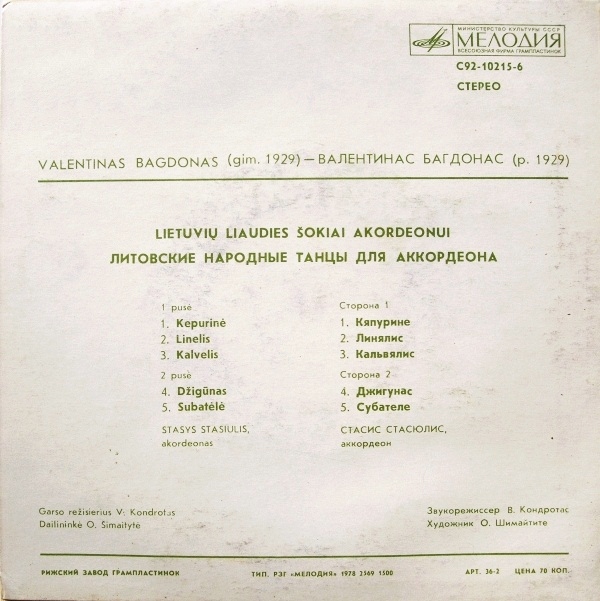 МИНИСТЕРСТВО КУЛЬТУРЫ СССР
МЕЛОДИЯ
ВСЕСОЮЗНАЯ ФИРМА ГРАМПЛАСТИНОК
С92-10215-6
СТЕРЕО
VALENTINAS BAGDONAS (gim. 1929) — ВАЛЕНТИНАС БАГДОНАС (р. 1929)
LIETUVIŲ LIAUDIES ŠOKIAI AKORDEONUI
ЛИТОВСКИЕ НАРОДНЫЕ ТАНЦЫ ДЛЯ АККОРДЕОНА
1 pusė
1. Kepurinė
2. Linelis
3. Kalvelis
2 pusė
4. Džigūnas
5. Subatėlė
STASYS STASIULIS,
akordeonas
Сторона 1
1. Кяпурине
2. Линялис
3. Кальвялис
Сторона 2
4. Джигунас
5. Субателе
СТАСИС СТАСЮЛИС,
аккордеон
Garso režisierius V. Kondrotas
Dailininkė O. Šimaitytė
Звукорежиссер В. Кондротас
Художник О. Шимайтите
РИЖСКИЙ ЗАВОД ГРАМПЛАСТИНОК
ТИП. РЗГ «МЕЛОДИЯ» 1978 2569 1500
АРТ. 36-2 ЦЕНА 70 КОП.